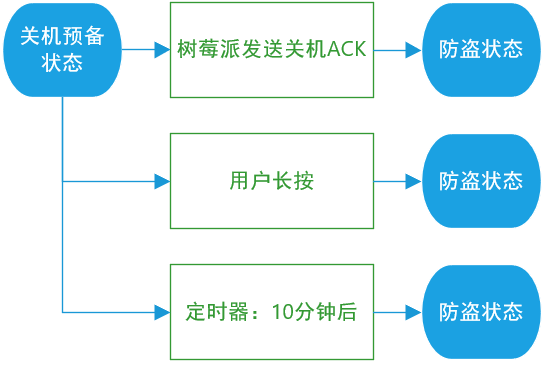 关机预备
状态
树莓派发送关机ACK
防盗状态
用户长按
防盗状态
定时器：10分钟后
防盗状态